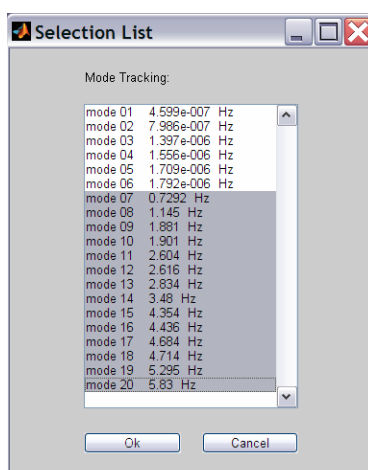 Selection List
Mode Tracking:
mode 01 4.599e-007 Hz
mode 02 7.986e-007 Hz
mode 03 1.397e-006 Hz
mode 04 1.556e-006 Hz
mode 05 1.709e-006 Hz
mode 06 1.792e-006 Hz
mode 07 0.7292 Hz
mode 08 1.145 Hz
mode 09 1.881 Hz
mode 10 1.901 Hz
mode 11 2.604 Hz
mode 12 2.616 Hz
mode 13 2.834 Hz
mode 14 3.48 Hz
mode 15 4.354 Hz
mode 16 4.436 Hz
mode 17 4.684 Hz
mode 18 4.714 Hz
mode 19 5.295 Hz
mode 20 5.83 Hz
Ok Cancel